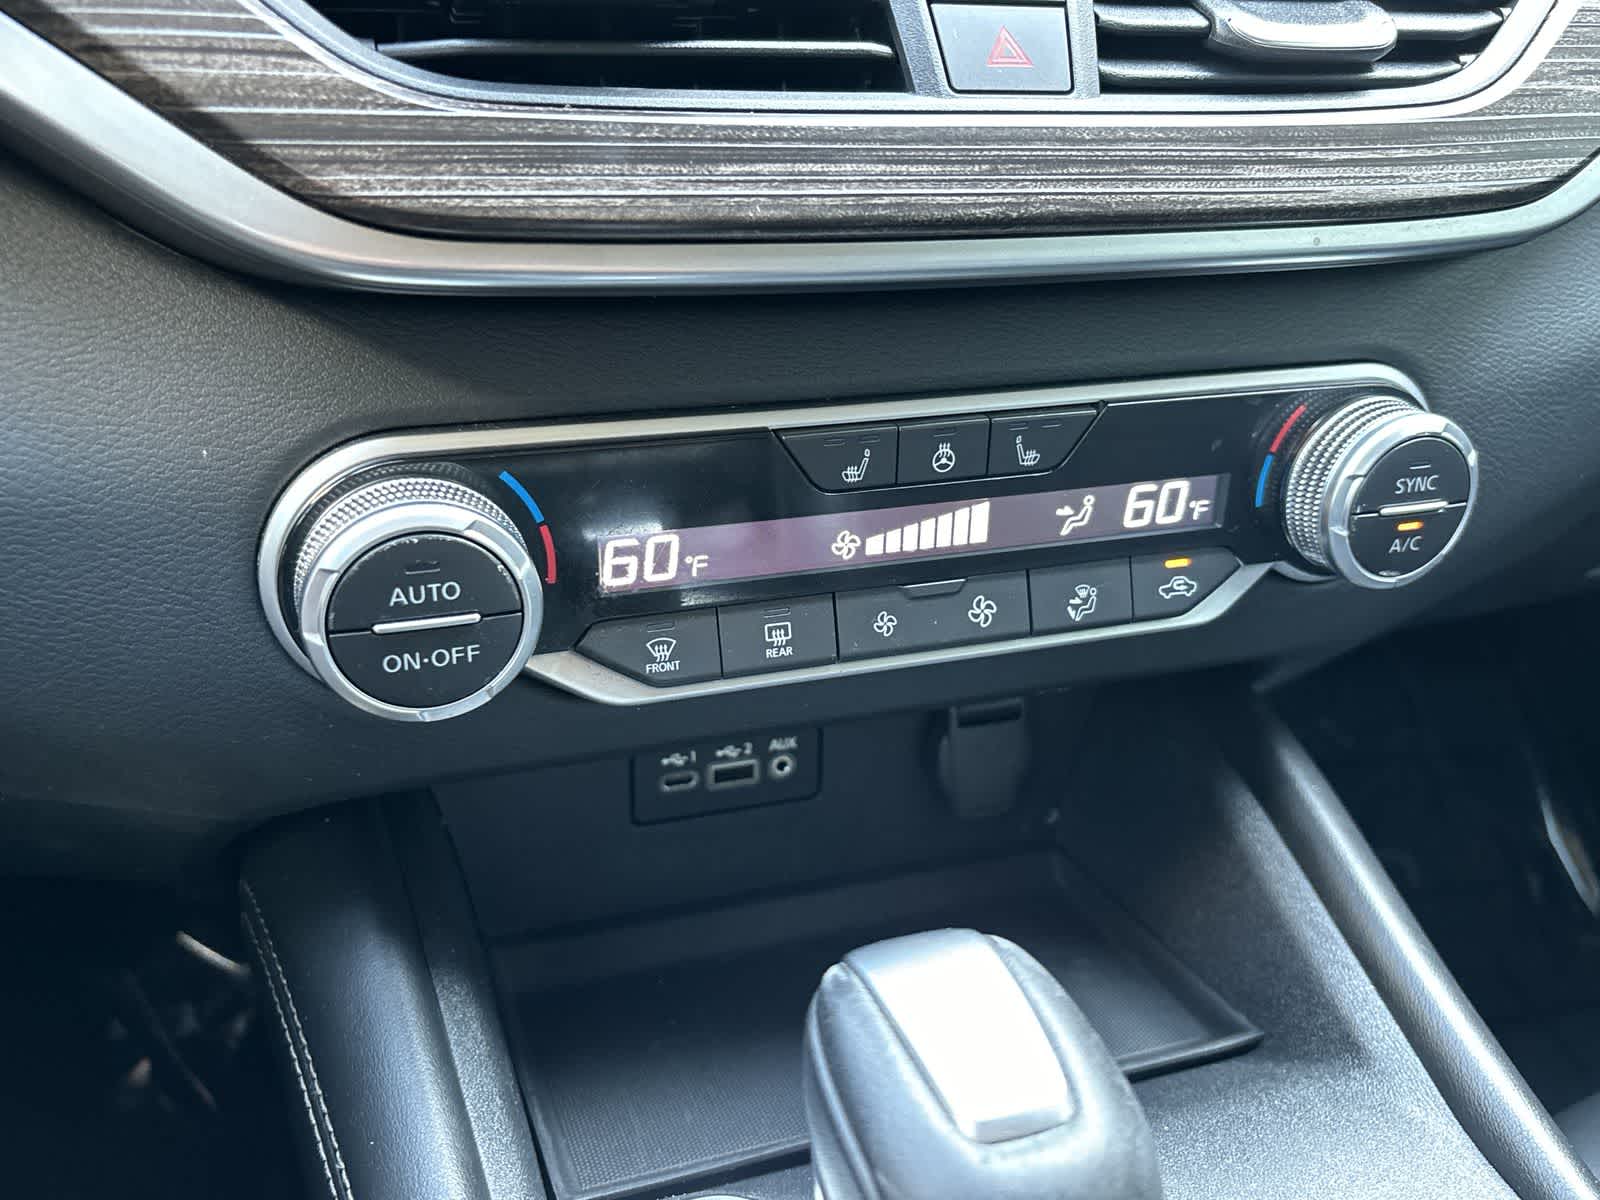 60°F
60°F
SYNC
A/C
AUTO
ON·OFF
FRONT
REAR
1
2
AUX